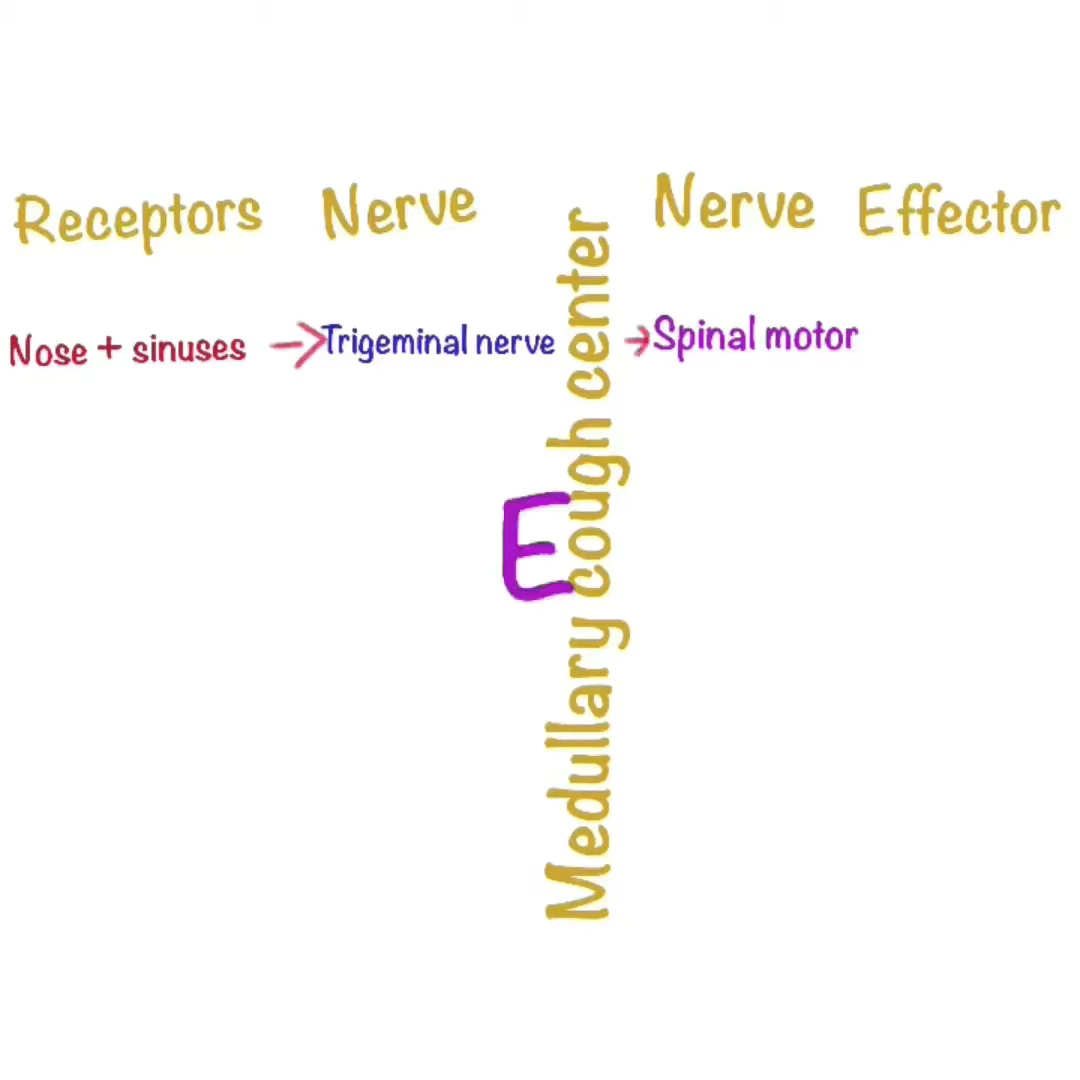 Receptors Nerve Nerve Effector
Nose + sinuses → Trigeminal nerve → Spinal motor
E
Medullary cough center